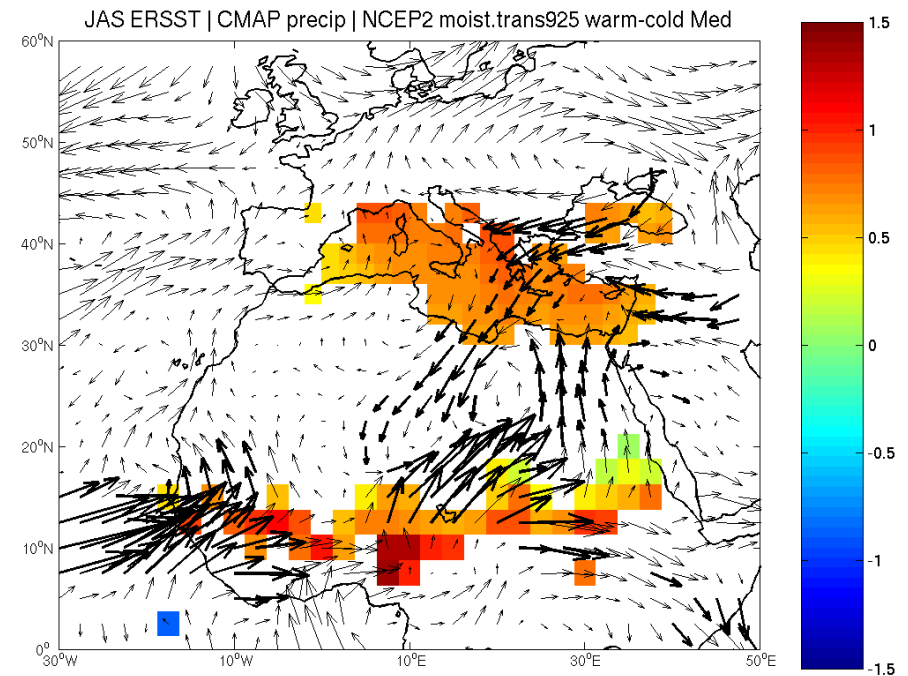 JAS ERSST | CMAP precip | NCEP2 moist.trans925 warm-cold Med
60°N
50°N
40°N
30°N
20°N
10°N
0°
30°W
10°W
10°E
30°E
50°E
1.5
1
0.5
0
-0.5
-1
-1.5